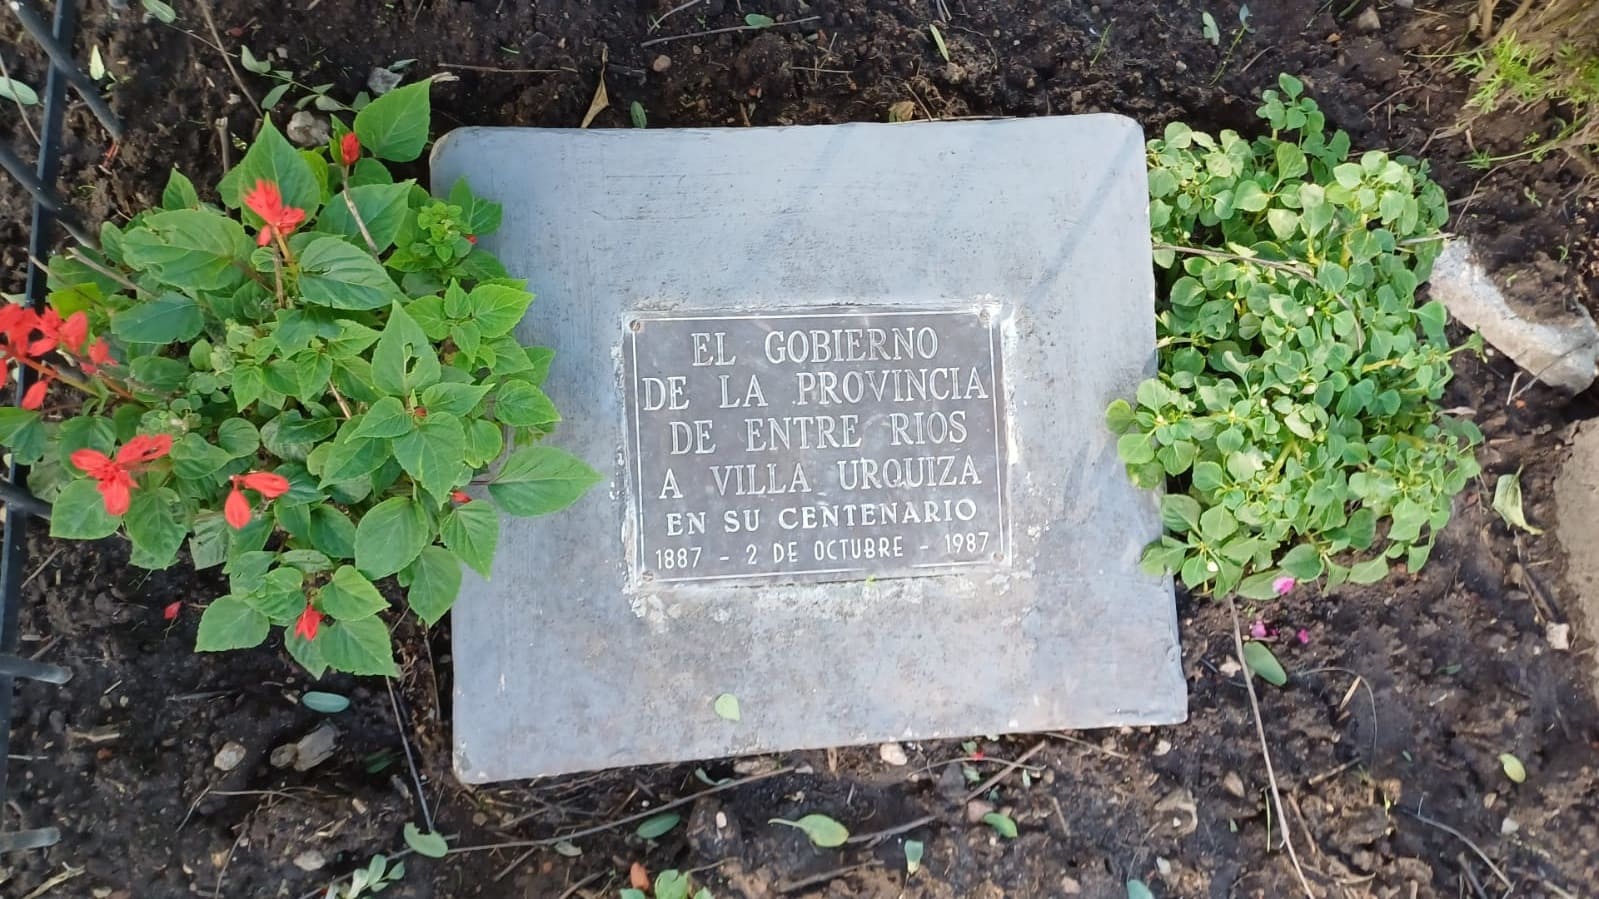 EL GOBIERNO
DE LA PROVINCIA
DE ENTRE RIOS
A VILLA URQUIZA
EN SU CENTENARIO
1887 - 2 DE OCTUBRE - 1987